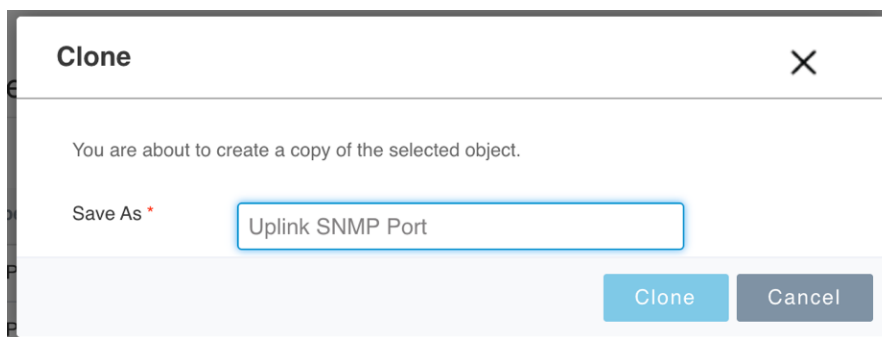 Clone
You are about to create a copy of the selected object.
Save As *
Uplink SNMP Port
Clone Cancel